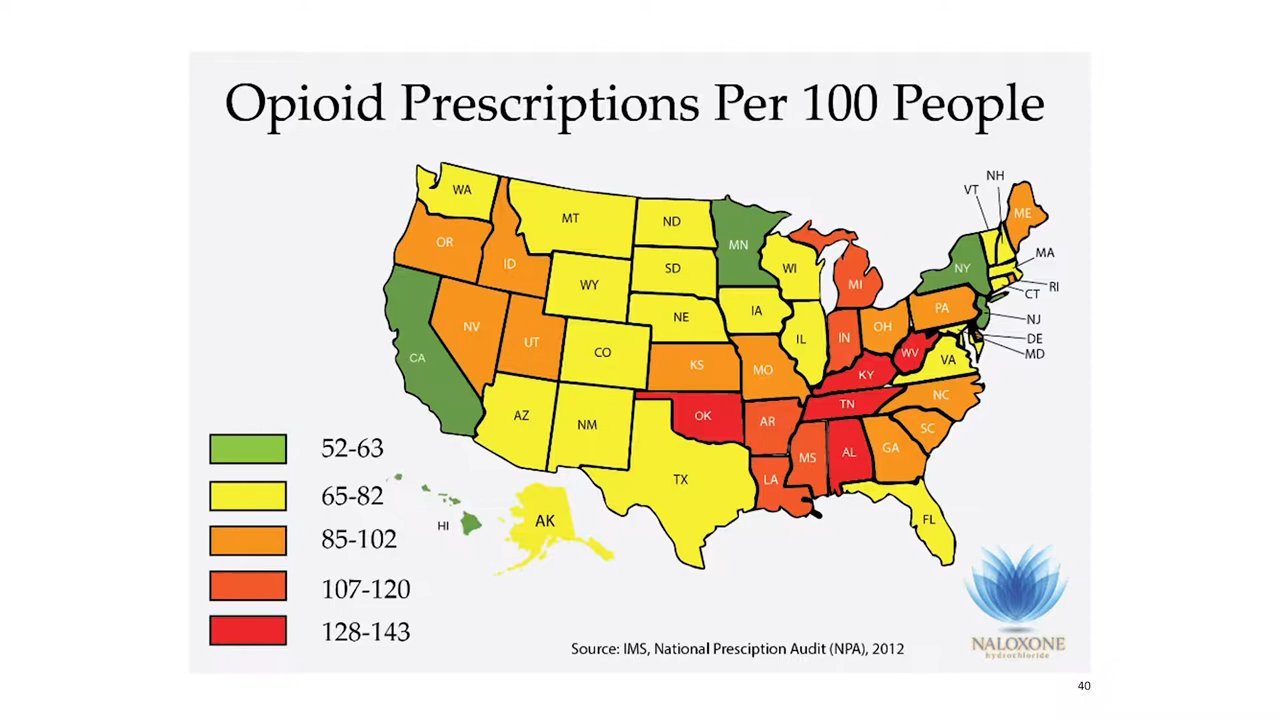 Opioid Prescriptions Per 100 People
NH
VT
WA
ME
MT
ND
OR
MN
MA
ID
SD
WI
NY
WY
MI
RI
CT
NE
IA
PA
NJ
NV
OH
UT
IL
IN
DE
CO
WV
MD
CA
KS
MO
KY
VA
NC
TN
AZ
OK
NM
AR
SC
MS
AL
GA
52-63
TX
LA
65-82
HI
AK
FL
85-102
107-120
128-143
NALOXONE
hydrochloride
Source: IMS, National Presciption Audit (NPA), 2012
40